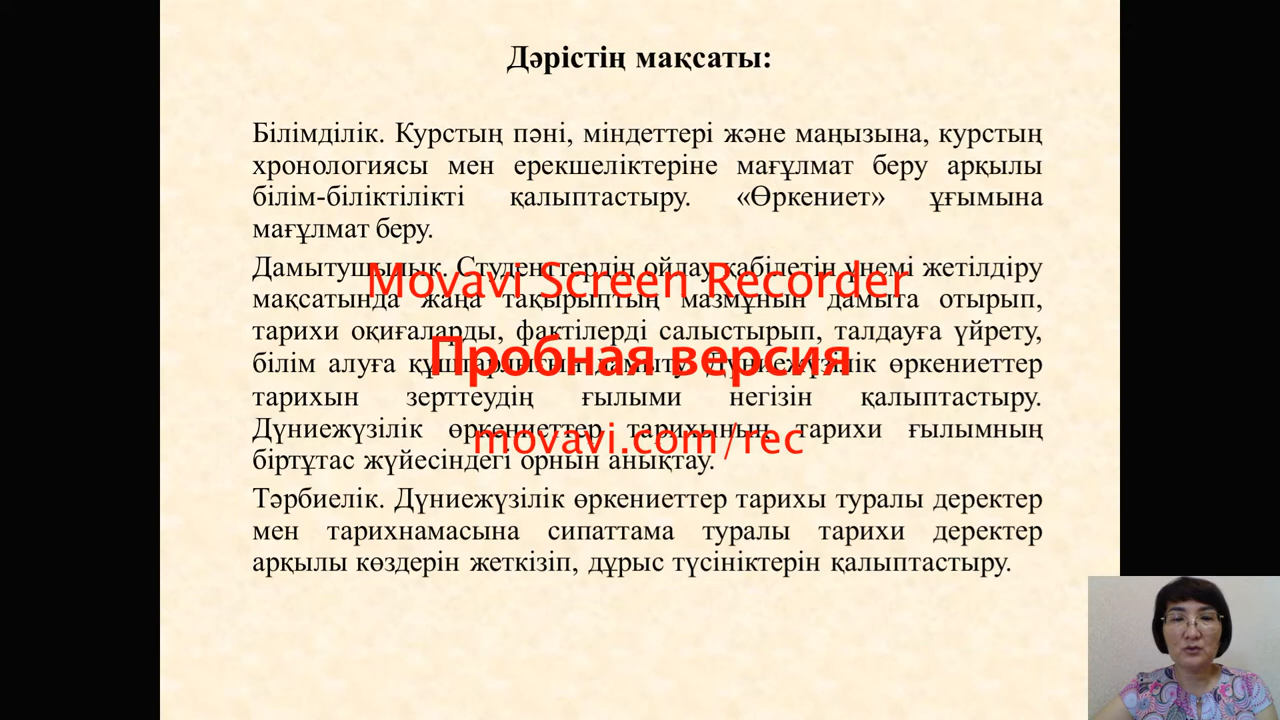 Дәрістің мақсаты:
Білімділік. Курстың пәні, міндеттері және маңызына, курстың
хронологиясы мен ерекшеліктеріне мағұлмат беру арқылы
білім-біліктілікті қалыптастыру. «Өркениет» ұғымына
мағұлмат беру.
Дамытушылық. Студенттердің ойлау қабілетін үнемі жетілдіру
Movavi Screen Recorder
мақсатында жаңа тақырыптың мазмұнын дамыта отырып,
тарихи оқиғаларды, фактілерді салыстырып, талдауға үйрету,
Пробная версия
білім алуға құштарлығын дамыту. Дүниежүзілік өркениеттер
тарихын зерттеудің ғылыми негізін қалыптастыру.
Дүниежүзілік өркениеттер тарихының тарихи ғылымның
movavi.com/rec
біртұтас жүйесіндегі орнын анықтау.
Тәрбиелік. Дүниежүзілік өркениеттер тарихы туралы деректер
мен тарихнамасына сипаттама туралы тарихи деректер
арқылы көздерін жеткізіп, дұрыс түсініктерін қалыптастыру.